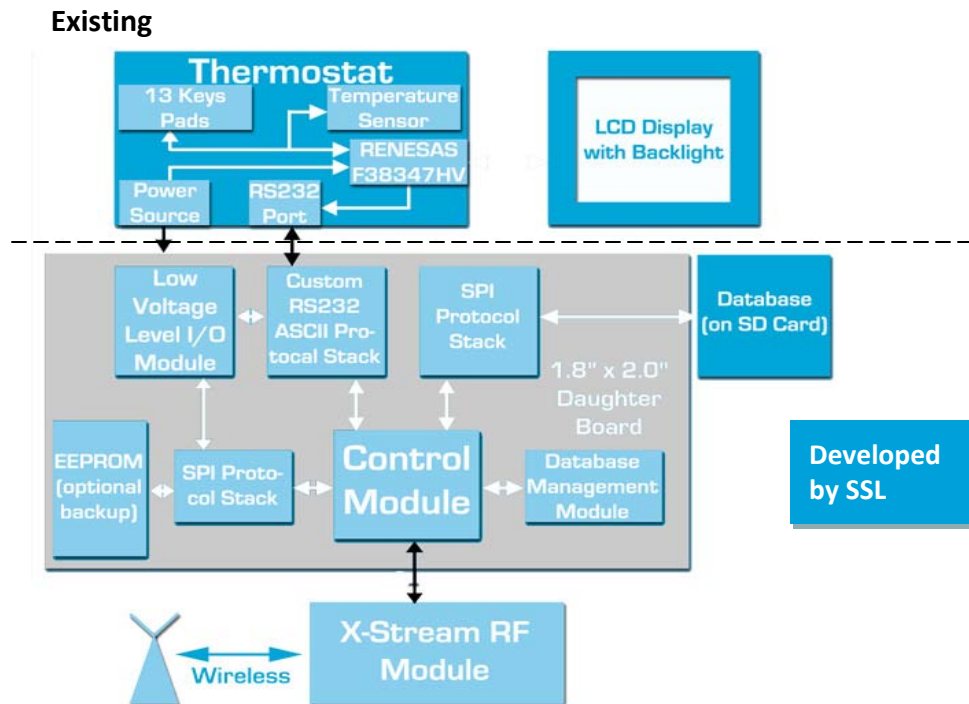 Existing
Thermostat
13 Keys
Pads
Temperature
Sensor
RENESAS
F38347HV
Power
Source
RS232
Port
LCD Display
with Backlight
Low
Voltage
Level I/O
Module
Custom
RS232
ASCII Pro-
tocal Stack
SPI
Protocol
Stack
Database
(on SD Card)
1.8" x 2.0"
Daughter
Board
EEPROM
(optional
backup)
SPI Proto-
col Stack
Control
Module
Database
Management
Module
Developed
by SSL
X-Stream RF
Module
Wireless